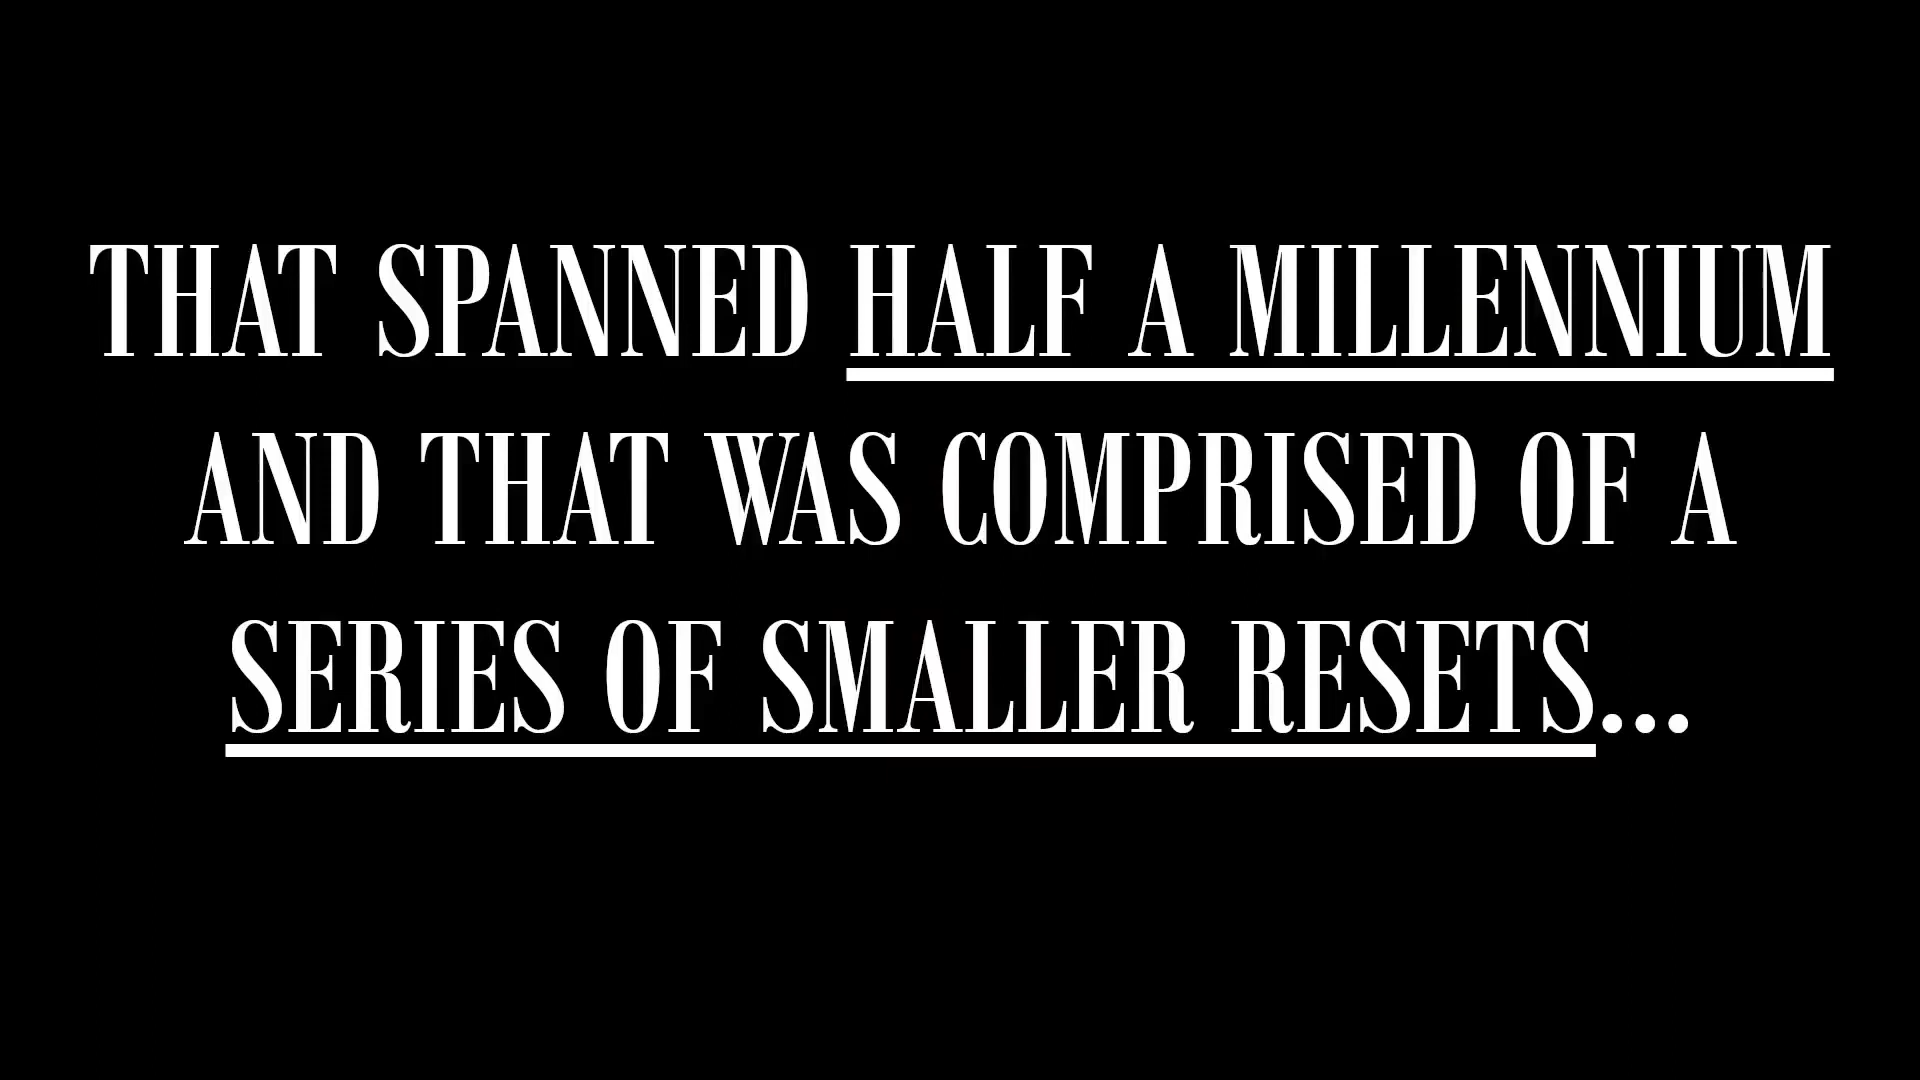 THAT SPANNED HALF A MILLENNIUM
AND THAT WAS COMPRISED OF A
SERIES OF SMALLER RESETS...